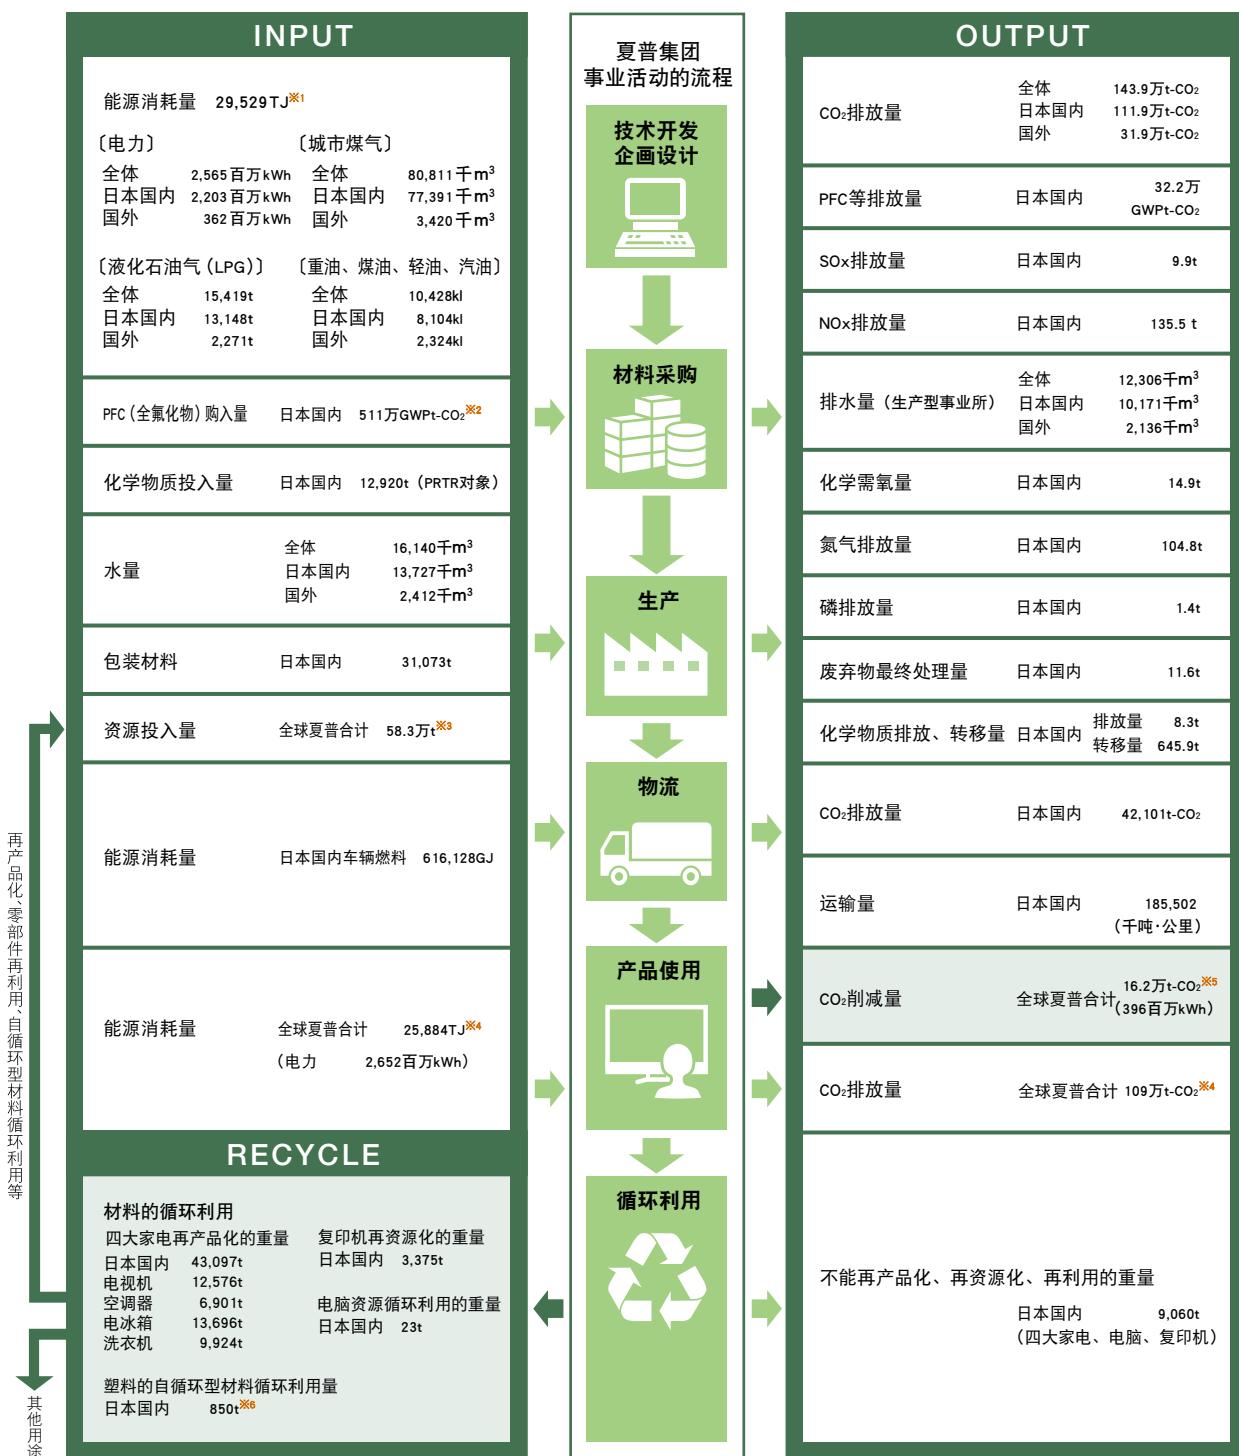 INPUT
能源消耗量 29,529TJ※1
〔电力〕 〔城市煤气〕
全体 2,565百万kWh 全体 80,811千m³
日本国内 2,203百万kWh 日本国内 77,391千m³
国外 362百万kWh 国外 3,420千m³
〔液化石油气(LPG)〕 〔重油、煤油、轻油、汽油〕
全体 15,419t 全体 10,428kl
日本国内 13,148t 日本国内 8,104kl
国外 2,271t 国外 2,324kl
PFC(全氟化物)购入量 日本国内 511万GWPt-CO₂※2
化学物质投入量 日本国内 12,920t(PRTR对象)
水量
全体 16,140千m³
日本国内 13,727千m³
国外 2,412千m³
包装材料 日本国内 31,073t
资源投入量 全球夏普合计 58.3万t※3
能源消耗量 日本国内车辆燃料 616,128GJ
能源消耗量 全球夏普合计 25,884TJ※4
(电力 2,652百万kWh)
RECYCLE
材料的循环利用
四大家电再产品化的重量
日本国内 43,097t
电视机 12,576t
空调器 6,901t
电冰箱 13,696t
洗衣机 9,924t
复印机再资源化的重量
日本国内 3,375t
电脑资源循环利用的重量
日本国内 23t
塑料的自循环型材料循环利用量
日本国内 850t※6
再产品化、零部件再利用、自循环型材料循环利用等
其他用途
夏普集团
事业活动的流程
技术开发
企画设计
材料采购
生产
物流
产品使用
循环利用
OUTPUT
CO₂排放量
全体 143.9万t-CO₂
日本国内 111.9万t-CO₂
国外 31.9万t-CO₂
PFC等排放量 日本国内 32.2万
GWPt-CO₂
SOx排放量 日本国内 9.9t
NOx排放量 日本国内 135.5 t
排水量(生产型事业所)
全体 12,306千m³
日本国内 10,171千m³
国外 2,136千m³
化学需氧量 日本国内 14.9t
氮气排放量 日本国内 104.8t
磷排放量 日本国内 1.4t
废弃物最终处理量 日本国内 11.6t
化学物质排放、转移量 日本国内
排放量 8.3t
转移量 645.9t
CO₂排放量 日本国内 42,101t-CO₂
运输量 日本国内 185,502
(千吨·公里)
CO₂削减量 全球夏普合计 16.2万t-CO₂※5
(396百万kWh)
CO₂排放量 全球夏普合计 109万t-CO₂※4
不能再产品化、再资源化、再利用的重量
日本国内 9,060t
(四大家电、电脑、复印机)